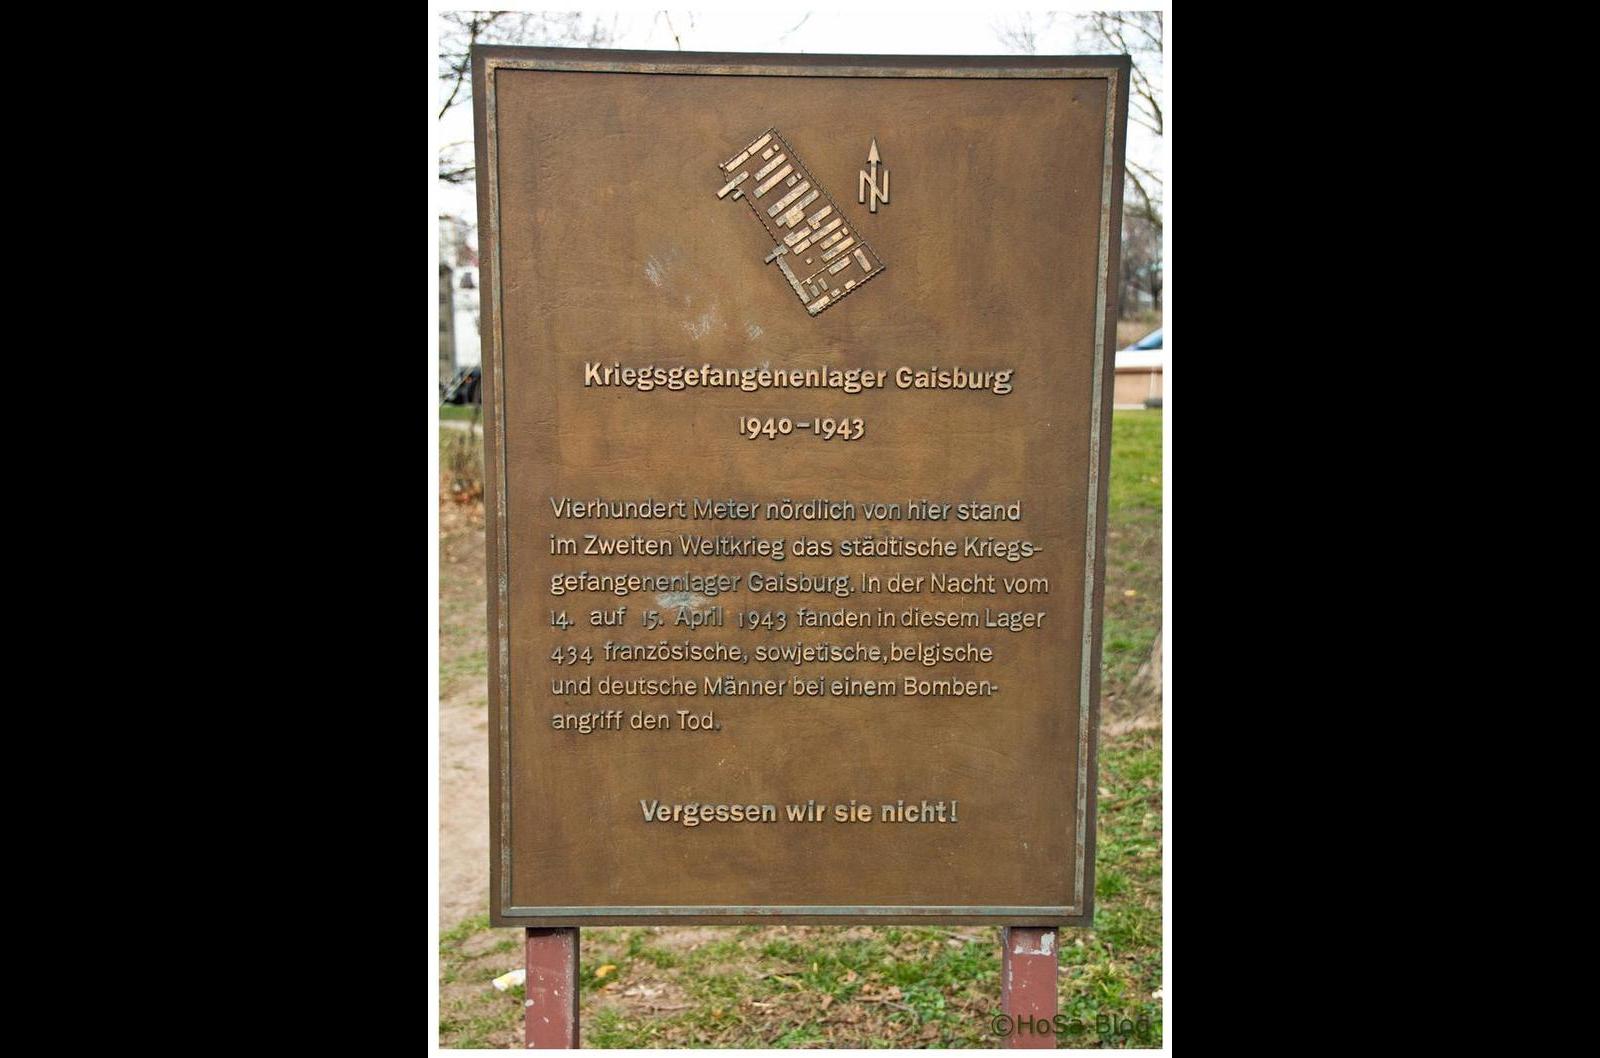 N
Kriegsgefangenenlager Gaisburg
1940–1943
Vierhundert Meter nördlich von hier stand
im Zweiten Weltkrieg das städtische Kriegs-
gefangenenlager Gaisburg. In der Nacht vom
14. auf 15. April 1943 fanden in diesem Lager
434 französische, sowjetische, belgische
und deutsche Männer bei einem Bomben-
angriff den Tod.
Vergessen wir sie nicht!
©HoSa Blog